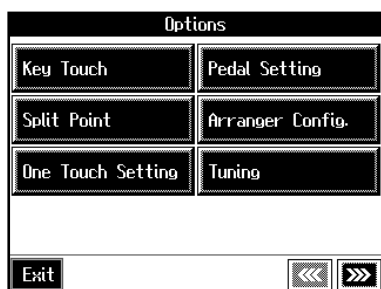 Options
Key Touch
Pedal Setting
Split Point
Arranger Config.
One Touch Setting
Tuning
Exit